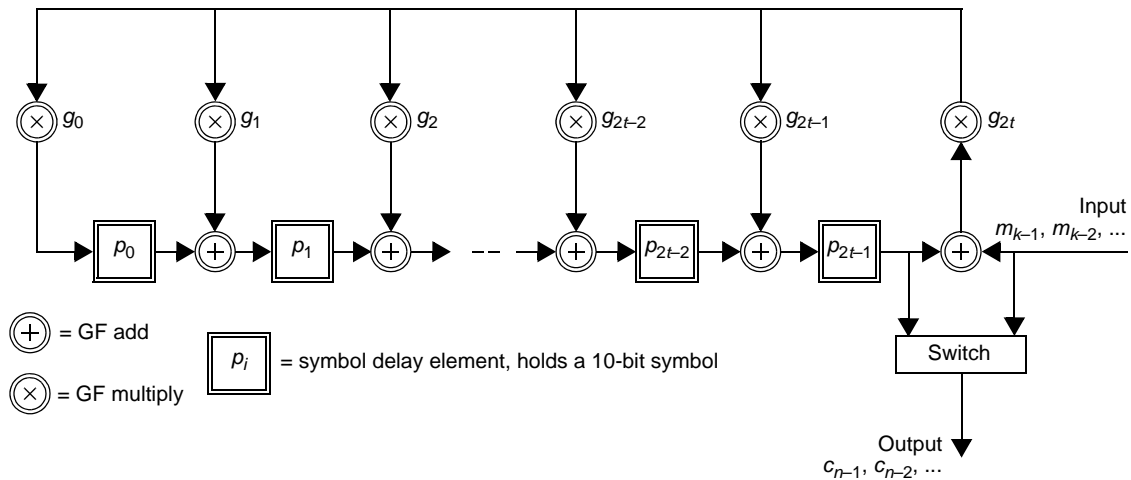 g₀ g₁ g₂ g₂ₜ₋₂ g₂ₜ₋₁ g₂ₜ
Input
mₖ₋₁, mₖ₋₂, ...
p₀ p₁ p₂ₜ₋₂ p₂ₜ₋₁
= GF add
pᵢ = symbol delay element, holds a 10-bit symbol
Switch
= GF multiply
Output
cₙ₋₁, cₙ₋₂, ...